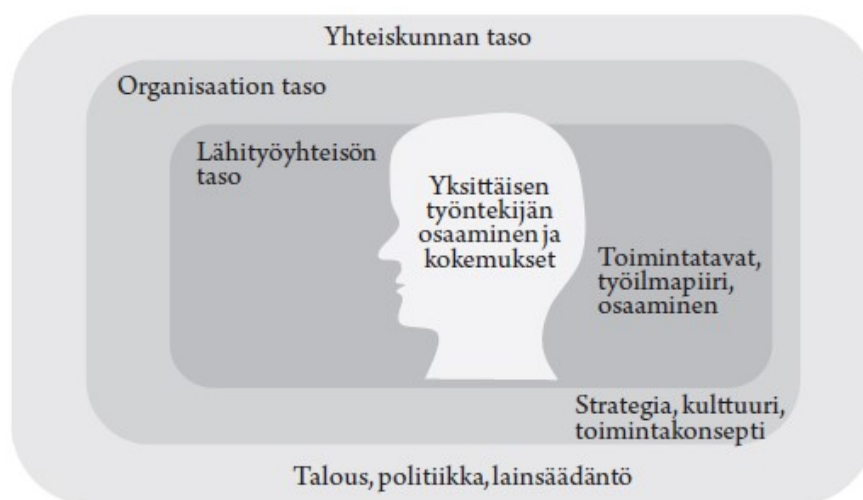 Yhteiskunnan taso
Organisaation taso
Lähityöyhteisön
taso
Yksittäisen
työntekijän
osaaminen ja
kokemukset
Toimintatavat,
työilmapiiri,
osaaminen
Strategia, kulttuuri,
toimintakonsepti
Talous, politiikka, lainsäädäntö